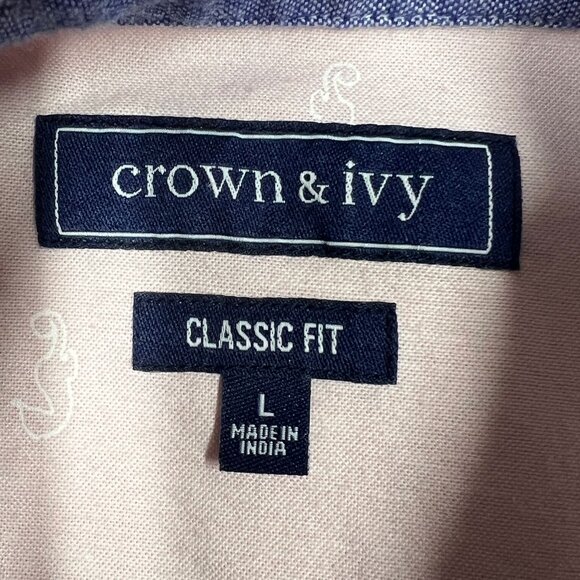 crown & ivy
CLASSIC FIT
L
MADE IN
INDIA